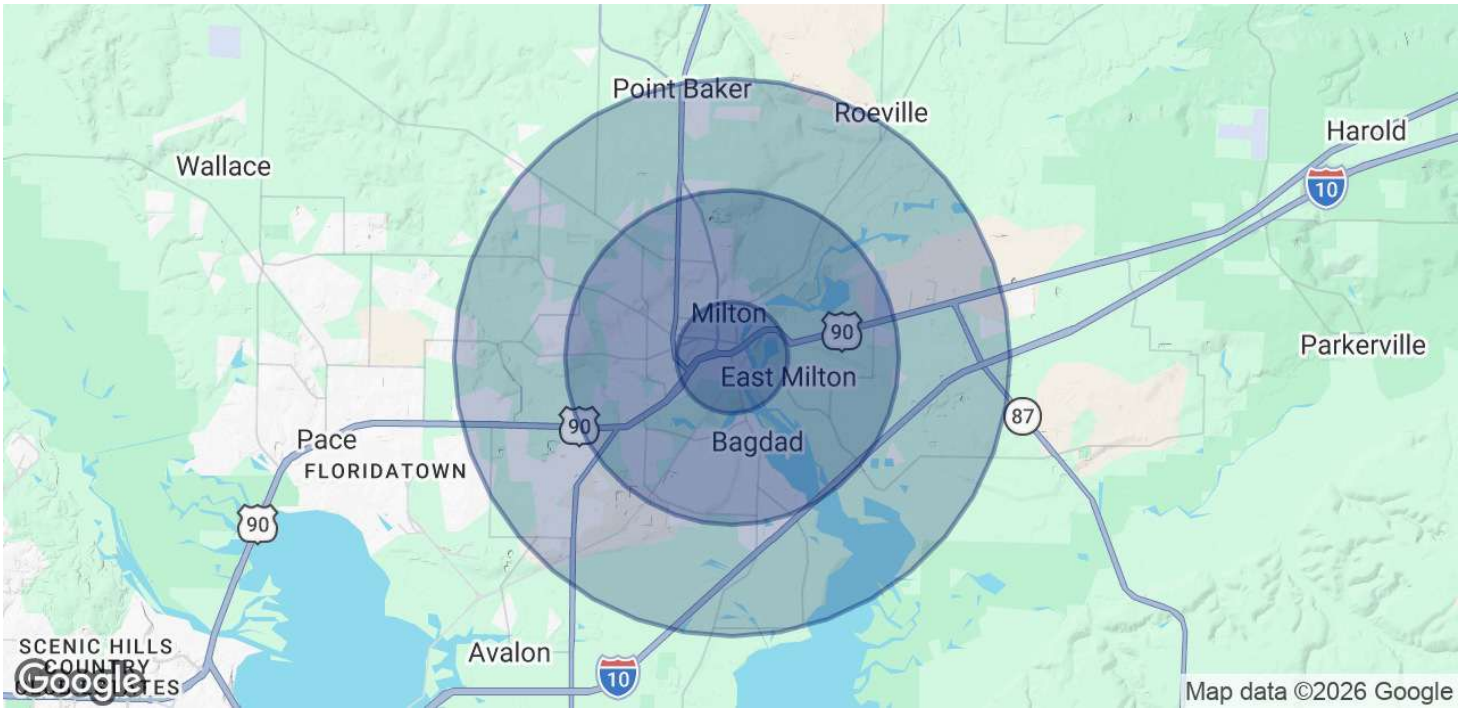 Point Baker
Roeville
Harold
Wallace
10
Milton
90
Parkerville
East Milton
87
90
Pace
Bagdad
FLORIDATOWN
90
Avalon
SCENIC HILLS
COUNTRY
10
Google
Map data ©2026 Google